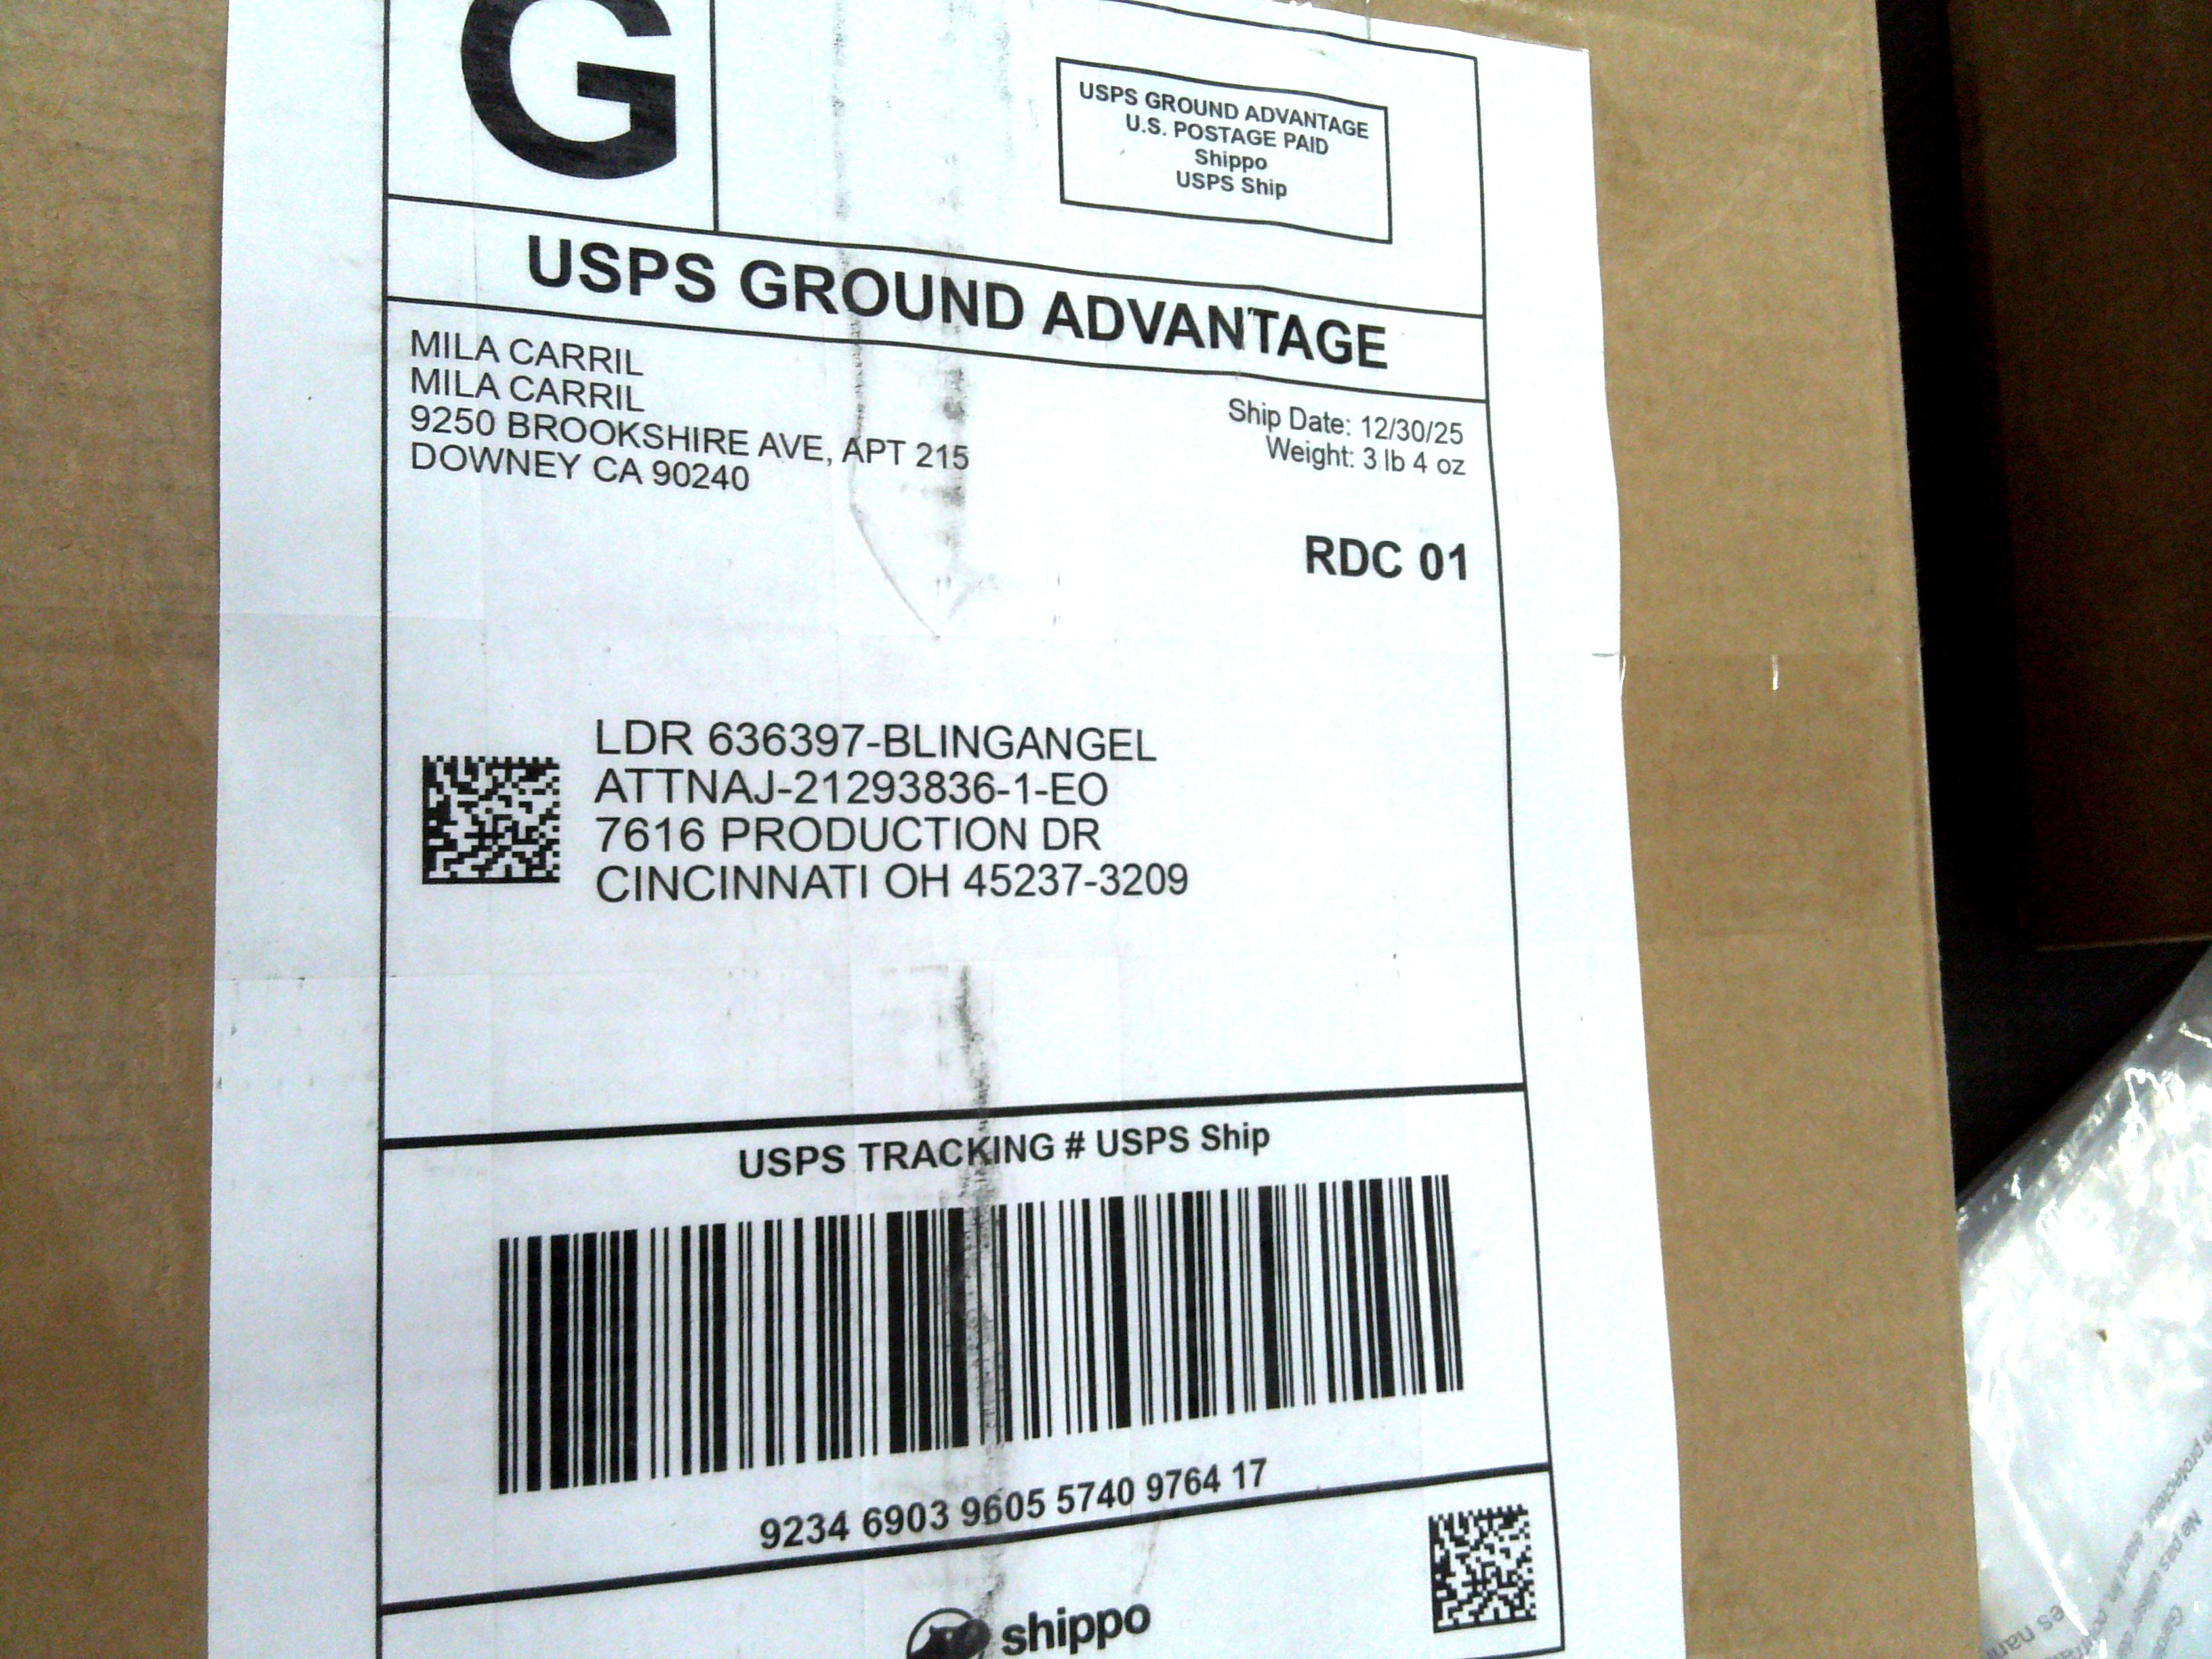 G
USPS GROUND ADVANTAGE
U.S. POSTAGE PAID
Shippo
USPS Ship
USPS GROUND ADVANTAGE
MILA CARRIL
MILA CARRIL
9250 BROOKSHIRE AVE, APT 215
DOWNEY CA 90240
Ship Date: 12/30/25
Weight: 3 lb 4 oz
RDC 01
LDR 636397-BLINGANGEL
ATTNAJ-21293836-1-EO
7616 PRODUCTION DR
CINCINNATI OH 45237-3209
USPS TRACKING # USPS Ship
9234 6903 9605 5740 9764 17
shippo